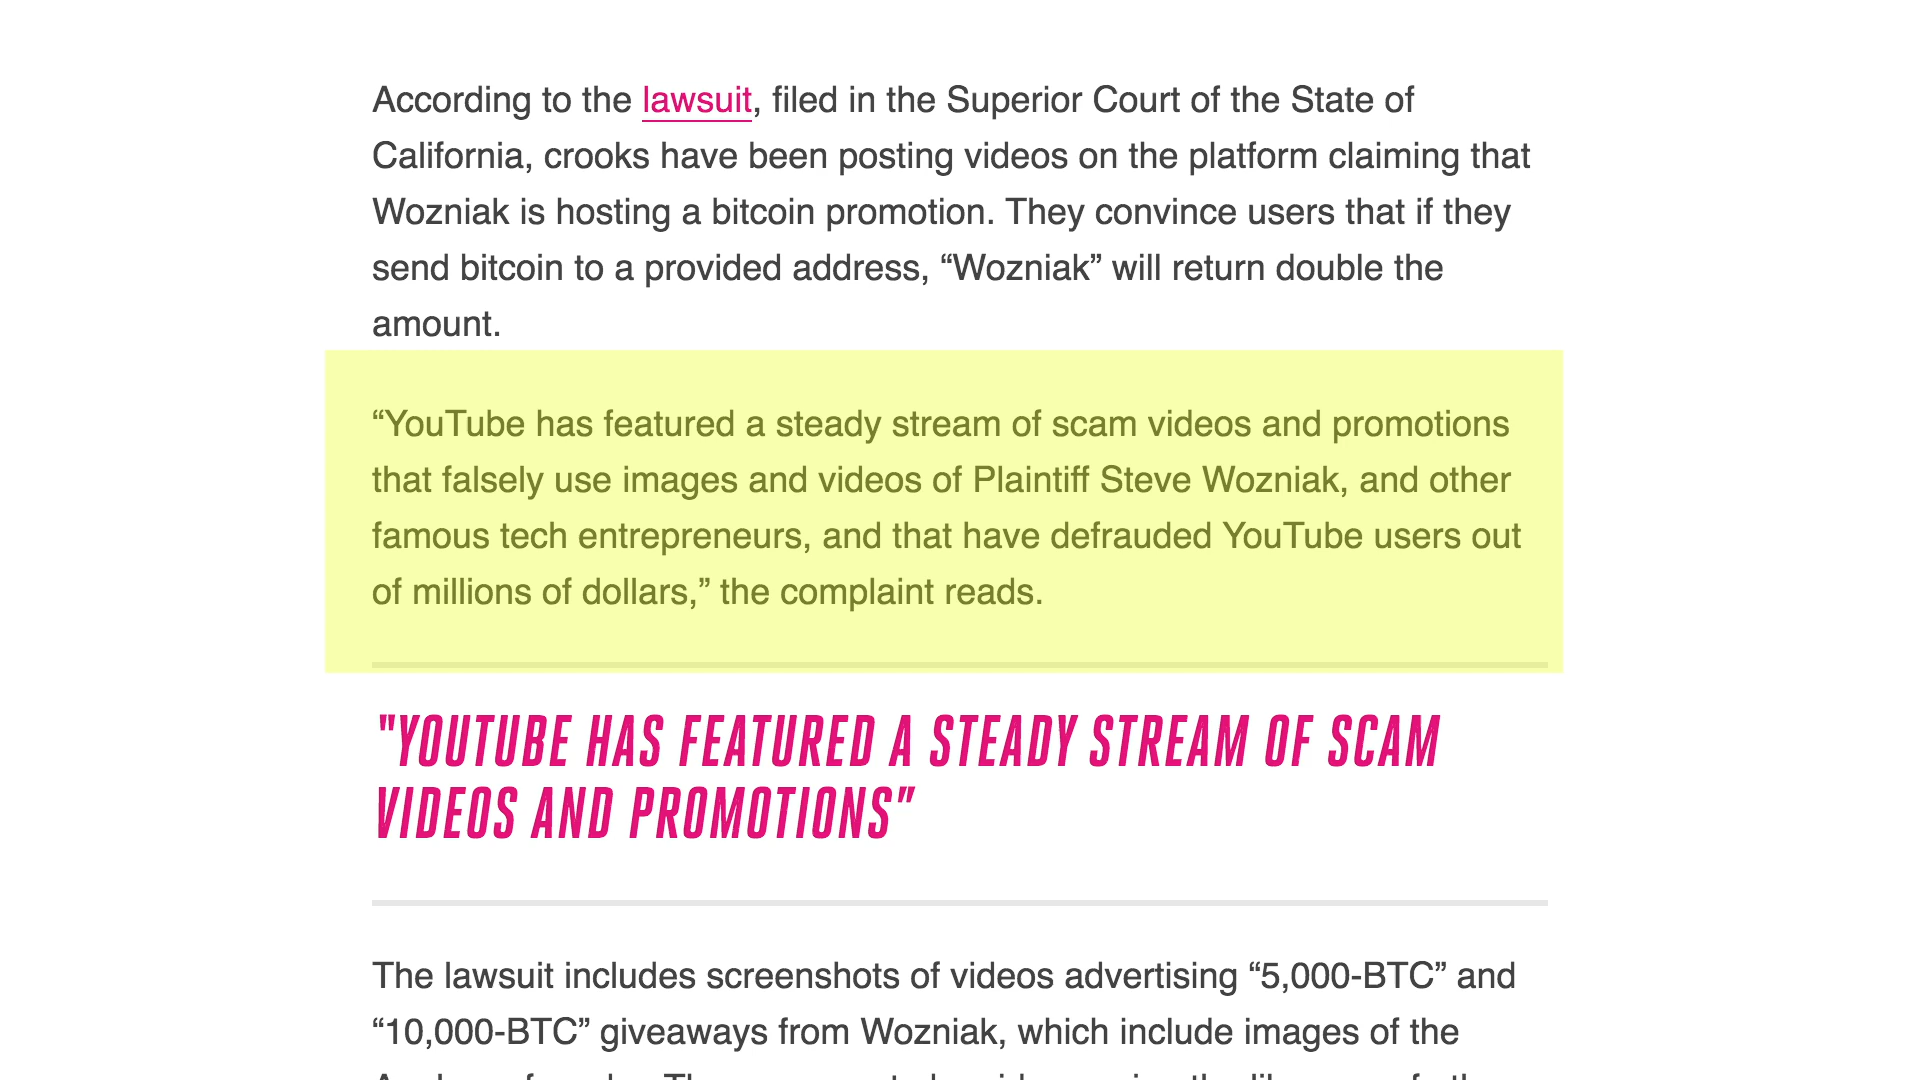 According to the lawsuit, filed in the Superior Court of the State of
California, crooks have been posting videos on the platform claiming that
Wozniak is hosting a bitcoin promotion. They convince users that if they
send bitcoin to a provided address, “Wozniak” will return double the
amount.
“YouTube has featured a steady stream of scam videos and promotions
that falsely use images and videos of Plaintiff Steve Wozniak, and other
famous tech entrepreneurs, and that have defrauded YouTube users out
of millions of dollars,” the complaint reads.
"YOUTUBE HAS FEATURED A STEADY STREAM OF SCAM
VIDEOS AND PROMOTIONS”
The lawsuit includes screenshots of videos advertising “5,000-BTC” and
“10,000-BTC” giveaways from Wozniak, which include images of the